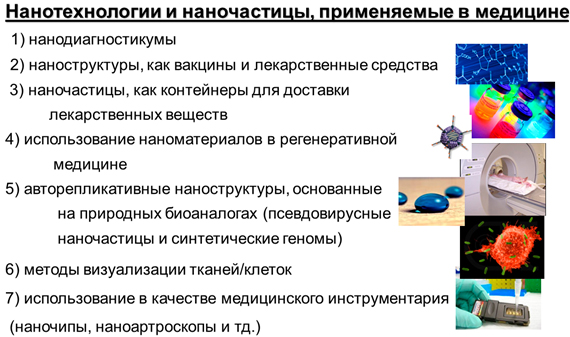 Нанотехнологии и наночастицы, применяемые в медицине
1) нанодиагностикумы
2) наноструктуры, как вакцины и лекарственные средства
3) наночастицы, как контейнеры для доставки
лекарственных веществ
4) использование наноматериалов в регенеративной
медицине
5) авторепликативные наноструктуры, основанные
на природных биоаналогах (псевдовирусные
наночастицы и синтетические геномы)
6) методы визуализации тканей/клеток
7) использование в качестве медицинского инструментария
(наночипы, наноартроскопы и тд.)